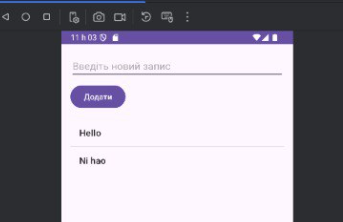 11 h 03
Введіть новий запис
Додати
Hello
Ni hao